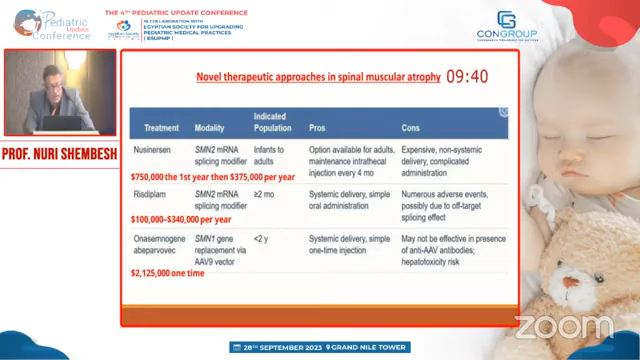 THE 4TH PEDIATRIC UPDATE CONFERENCE
Pediatric
Update
Conference
IN COLLABORATION WITH
EGYPTIAN SOCIETY FOR UPGRADING
PEDIATRIC MEDICAL PRACTICES
(ESUPMP)
CONGROUP
Novel therapeutic approaches in spinal muscular atrophy
09:40
PROF. NURI SHEMBESH
Treatment Modality Indicated Population Pros Cons
Nusinersen SMN2 mRNA splicing modifier Infants to adults Option available for adults, maintenance intrathecal injection every 4 mo Expensive, non-systemic delivery, complicated administration
$750,000 the 1st year then $375,000 per year
Risdiplam SMN2 mRNA splicing modifier ≥2 mo Systemic delivery, simple oral administration Numerous adverse events, possibly due to off-target splicing effect
$100,000–$340,000 per year
Onasemnogene abeparvovec SMN1 gene replacement via AAV9 vector <2 y Systemic delivery, simple one-time injection May not be effective in presence of anti-AAV antibodies; hepatotoxicity risk
$2,125,000 one time
zoom
28TH SEPTEMBER 2023 GRAND NILE TOWER